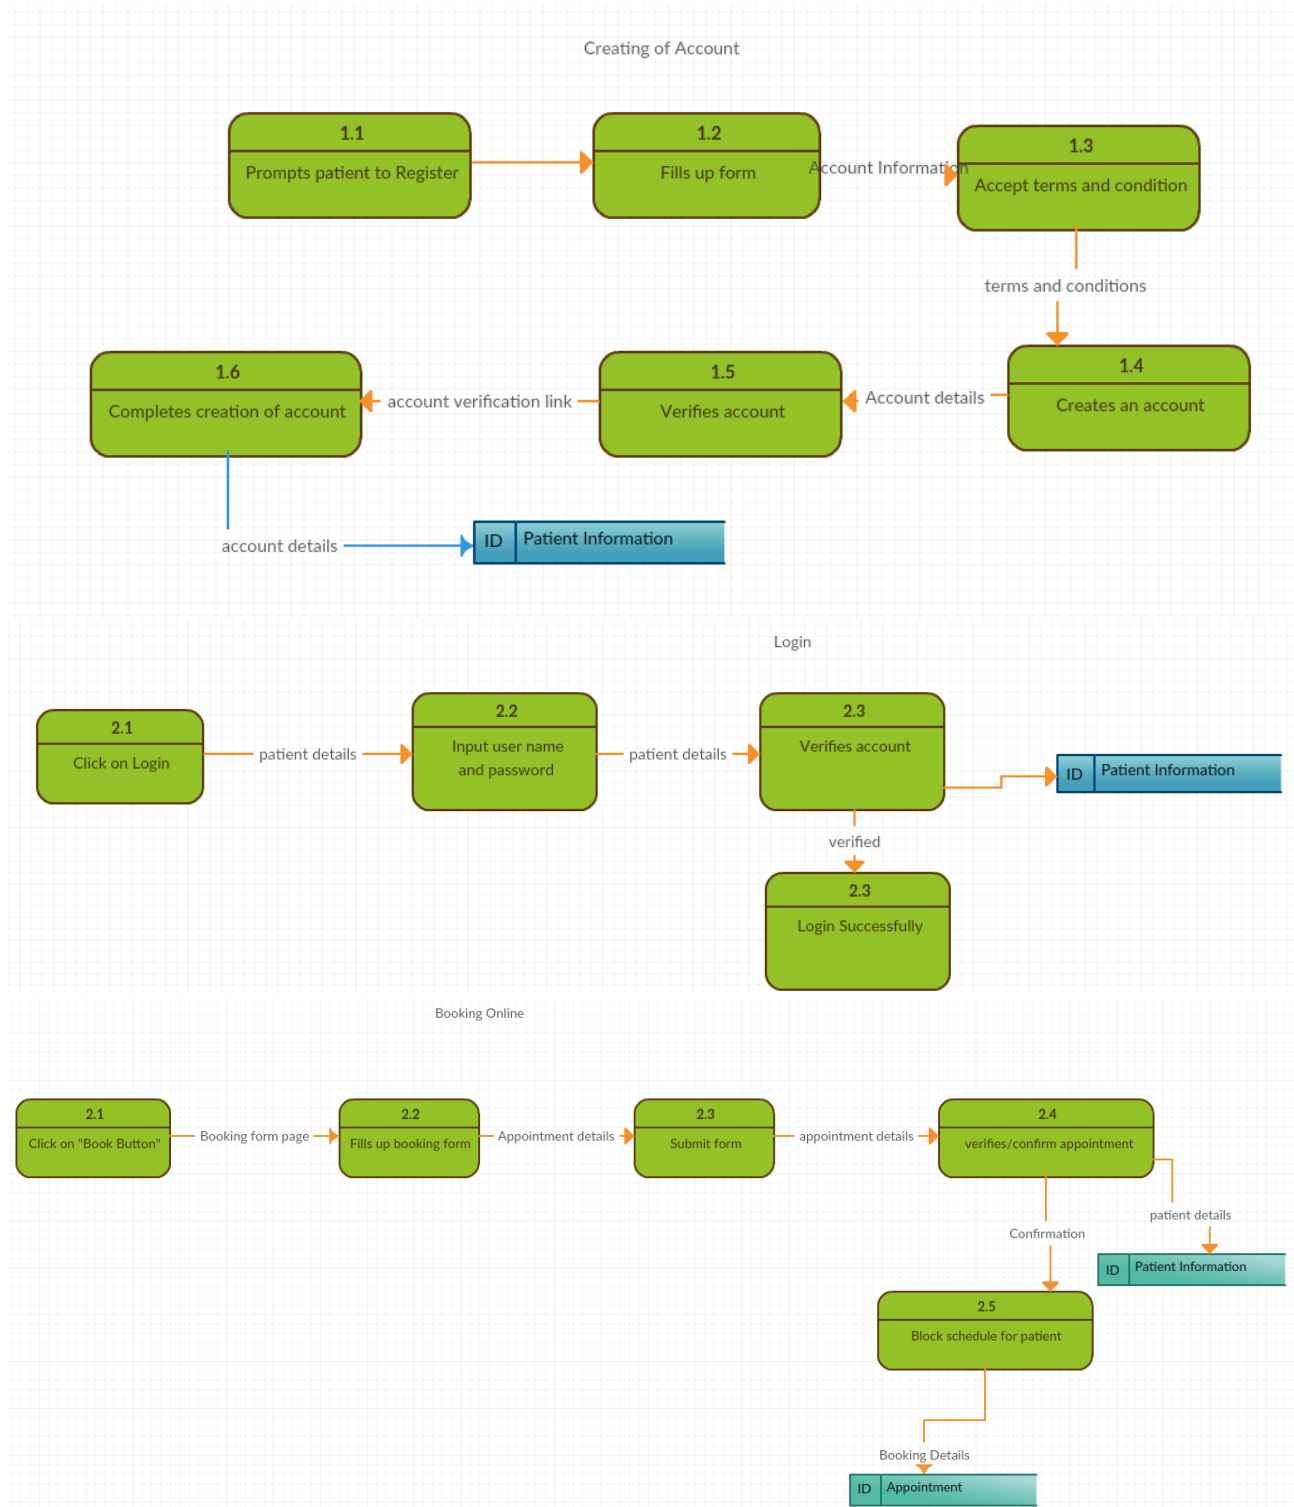 Creating of Account
1.1
Prompts patient to Register
1.2
Fills up form
Account Information
1.3
Accept terms and condition
terms and conditions
1.4
Creates an account
Account details
1.5
Verifies account
account verification link
1.6
Completes creation of account
account details
ID
Patient Information
Login
2.1
Click on Login
patient details
2.2
Input user name
and password
patient details
2.3
Verifies account
ID
Patient Information
verified
2.3
Login Successfully
Booking Online
2.1
Click on "Book Button"
Booking form page
2.2
Fills up booking form
Appointment details
2.3
Submit form
appointment details
2.4
verifies/confirm appointment
patient details
ID
Patient Information
Confirmation
2.5
Block schedule for patient
Booking Details
ID
Appointment